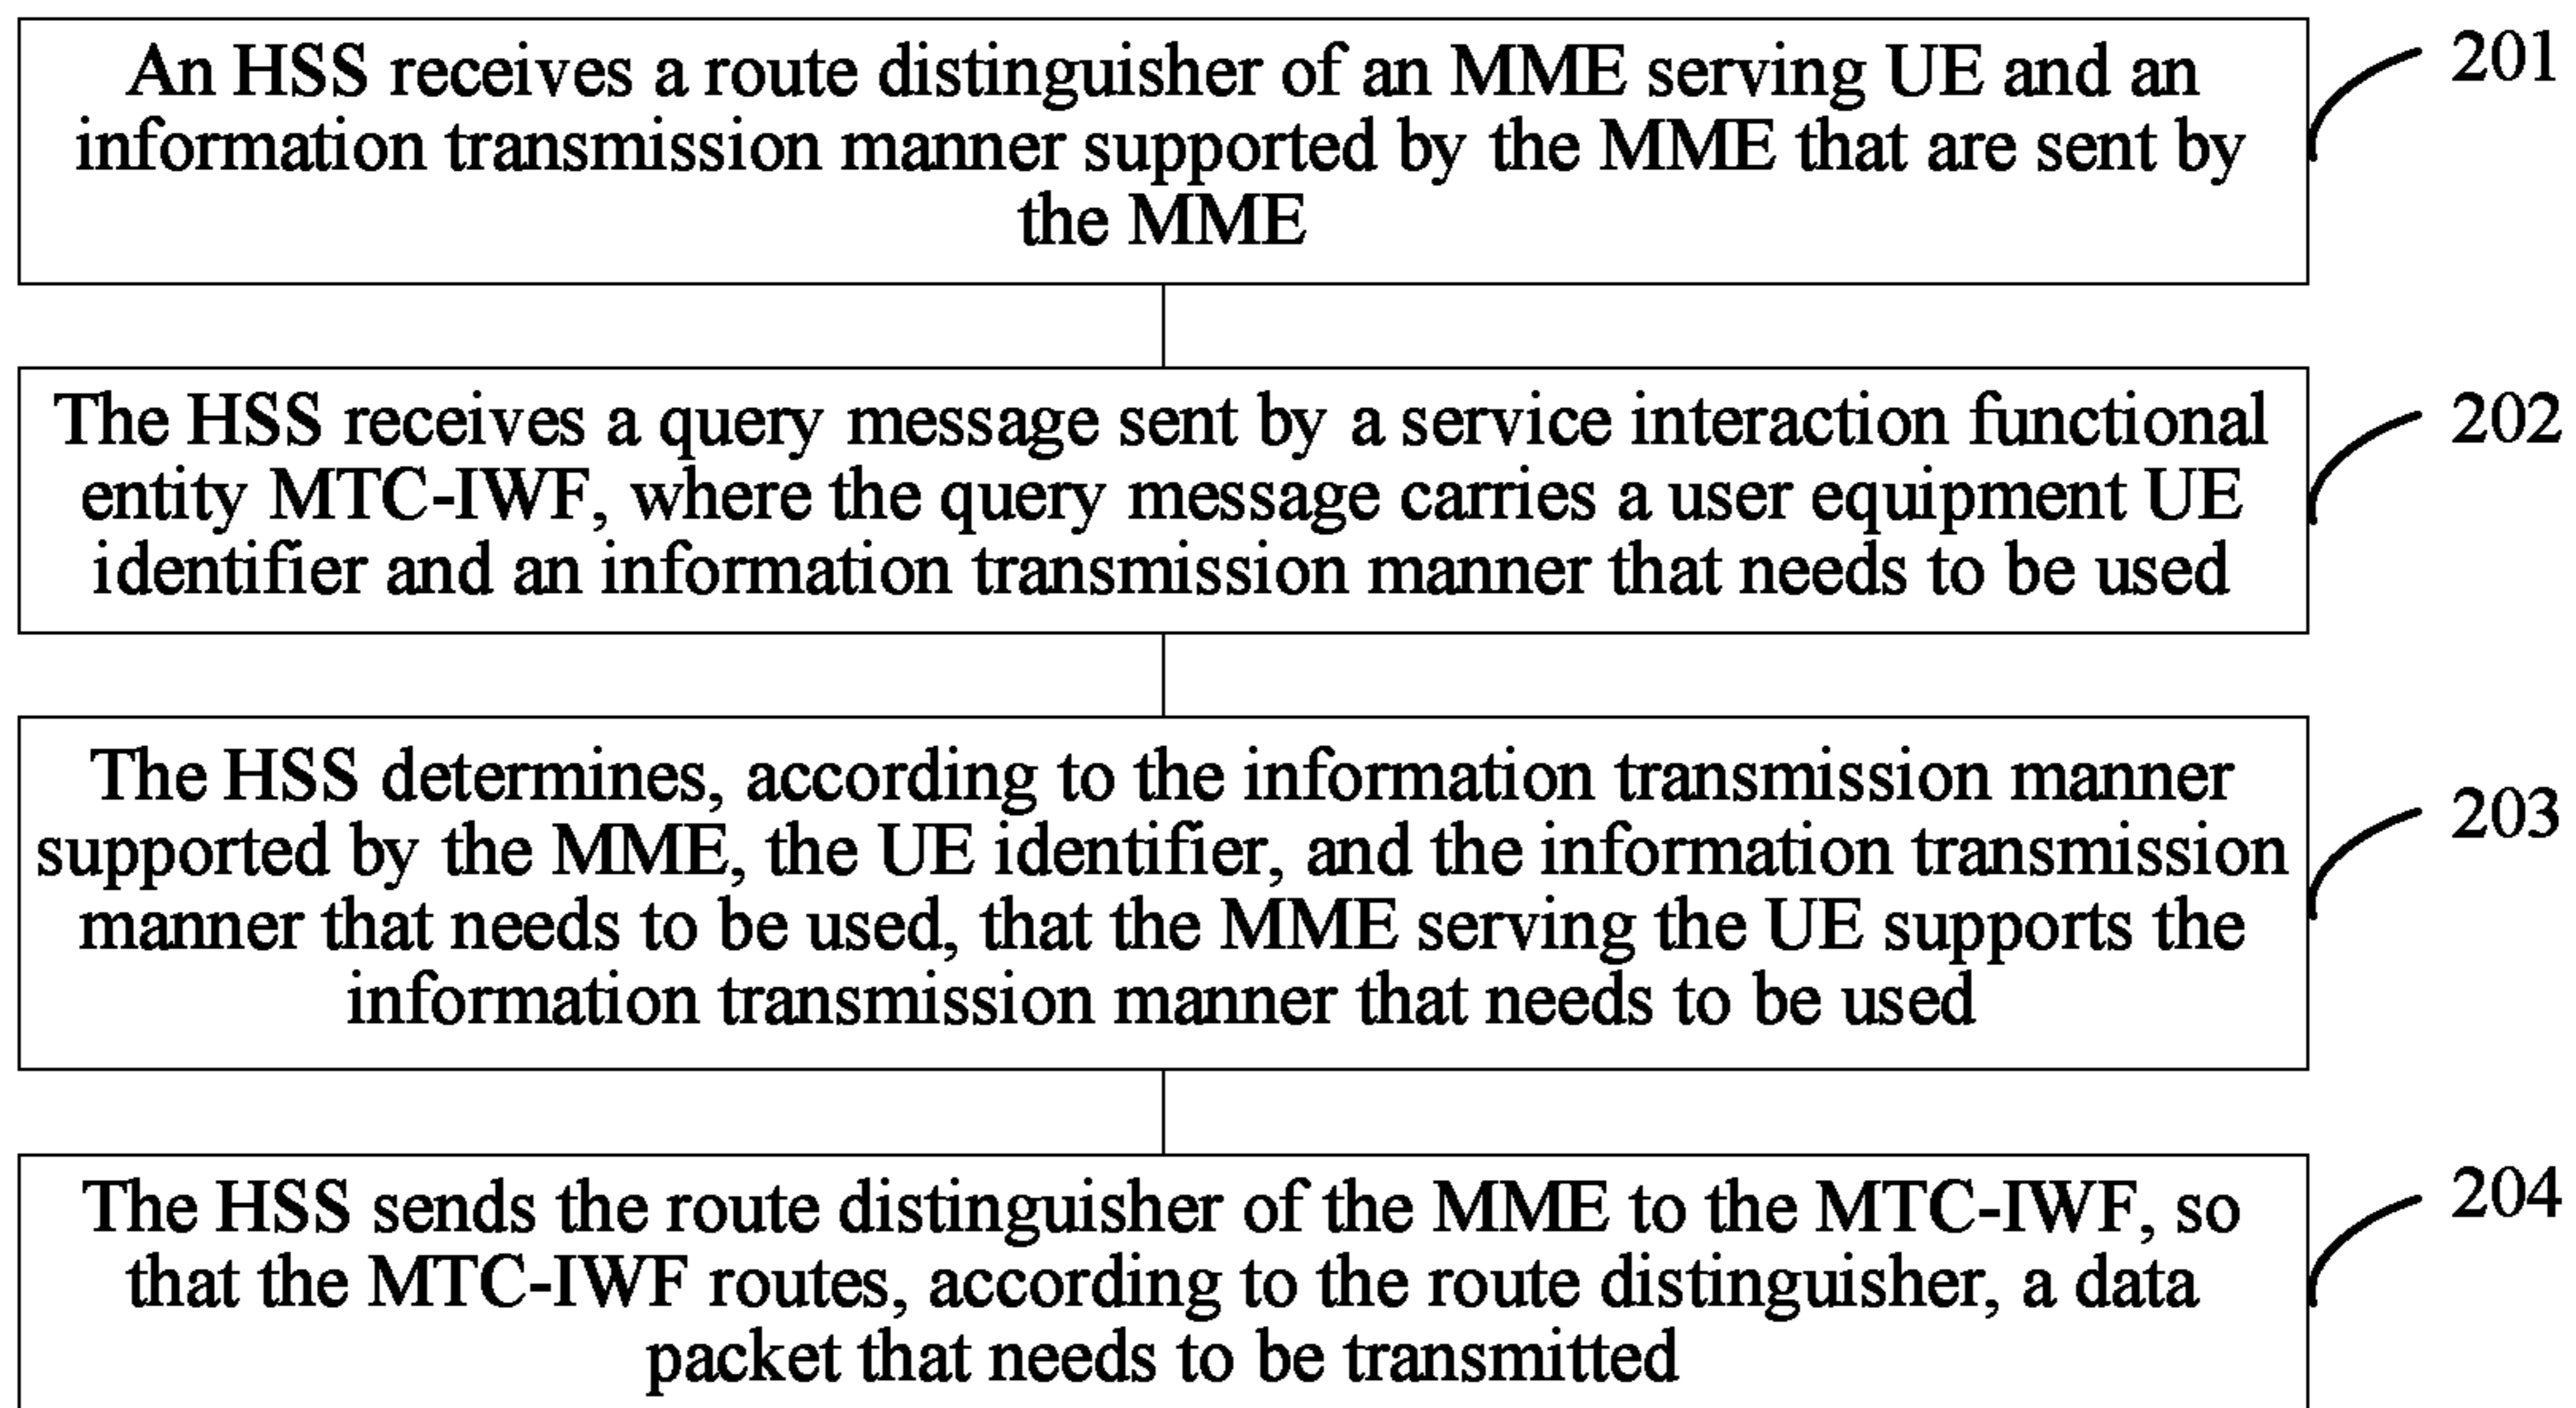 An HSS receives a route distinguisher of an MME serving UE and an
information transmission manner supported by the MME that are sent by
the MME
201
The HSS receives a query message sent by a service interaction functional
entity MTC-IWF, where the query message carries a user equipment UE
identifier and an information transmission manner that needs to be used
202
The HSS determines, according to the information transmission manner
supported by the MME, the UE identifier, and the information transmission
manner that needs to be used, that the MME serving the UE supports the
information transmission manner that needs to be used
203
The HSS sends the route distinguisher of the MME to the MTC-IWF, so
that the MTC-IWF routes, according to the route distinguisher, a data
packet that needs to be transmitted
204